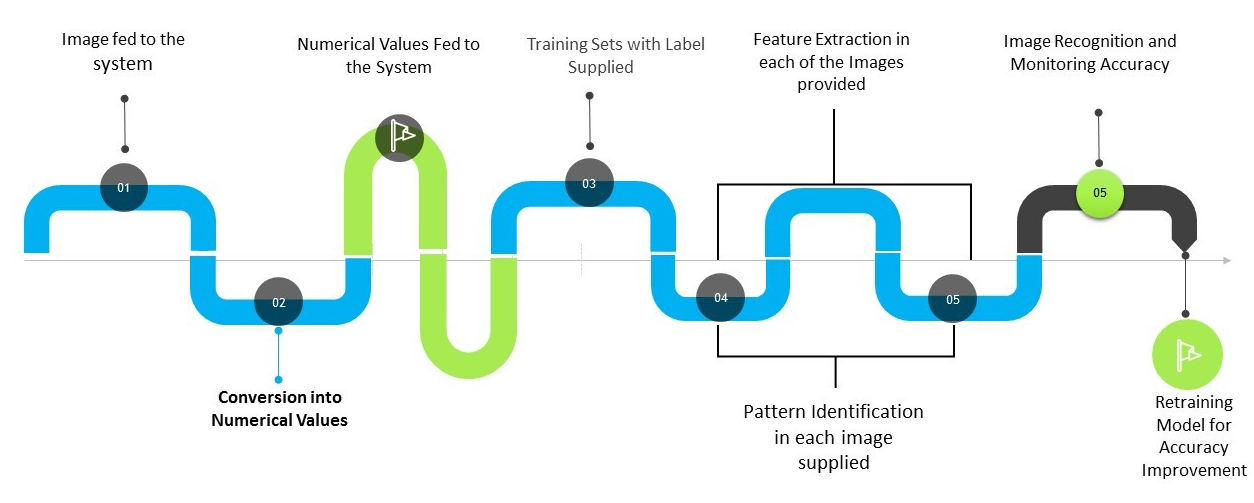 Image fed to the
system
01
02
Conversion into
Numerical Values
Numerical Values Fed to
the System
Training Sets with Label
Supplied
03
Feature Extraction in
each of the Images
provided
04
05
Pattern Identification
in each image
supplied
Image Recognition and
Monitoring Accuracy
05
Retraining
Model for
Accuracy
Improvement